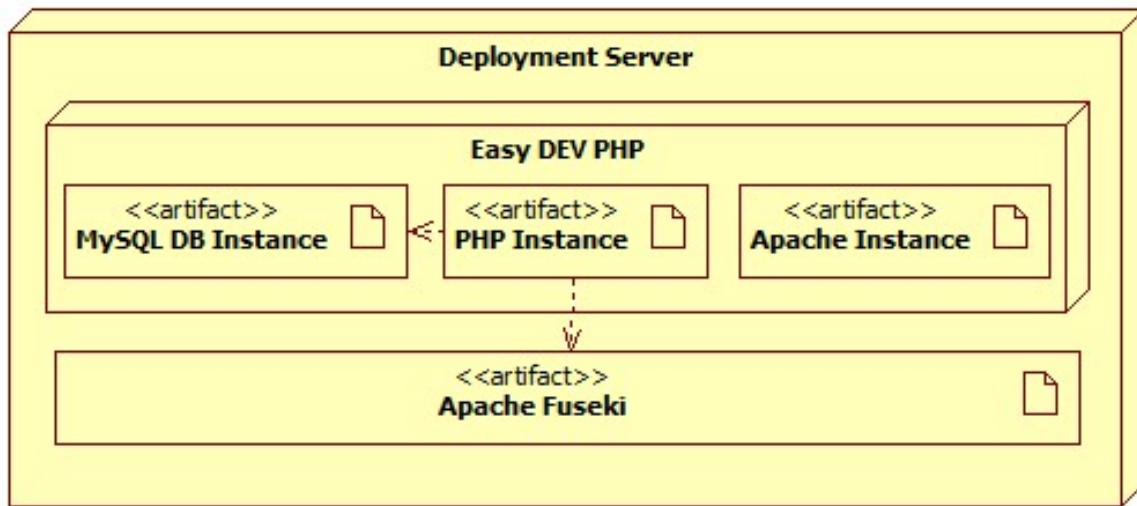 Deployment Server
Easy DEV PHP
<<artifact>>
MySQL DB Instance
<<artifact>>
PHP Instance
<<artifact>>
Apache Instance
<<artifact>>
Apache Fuseki